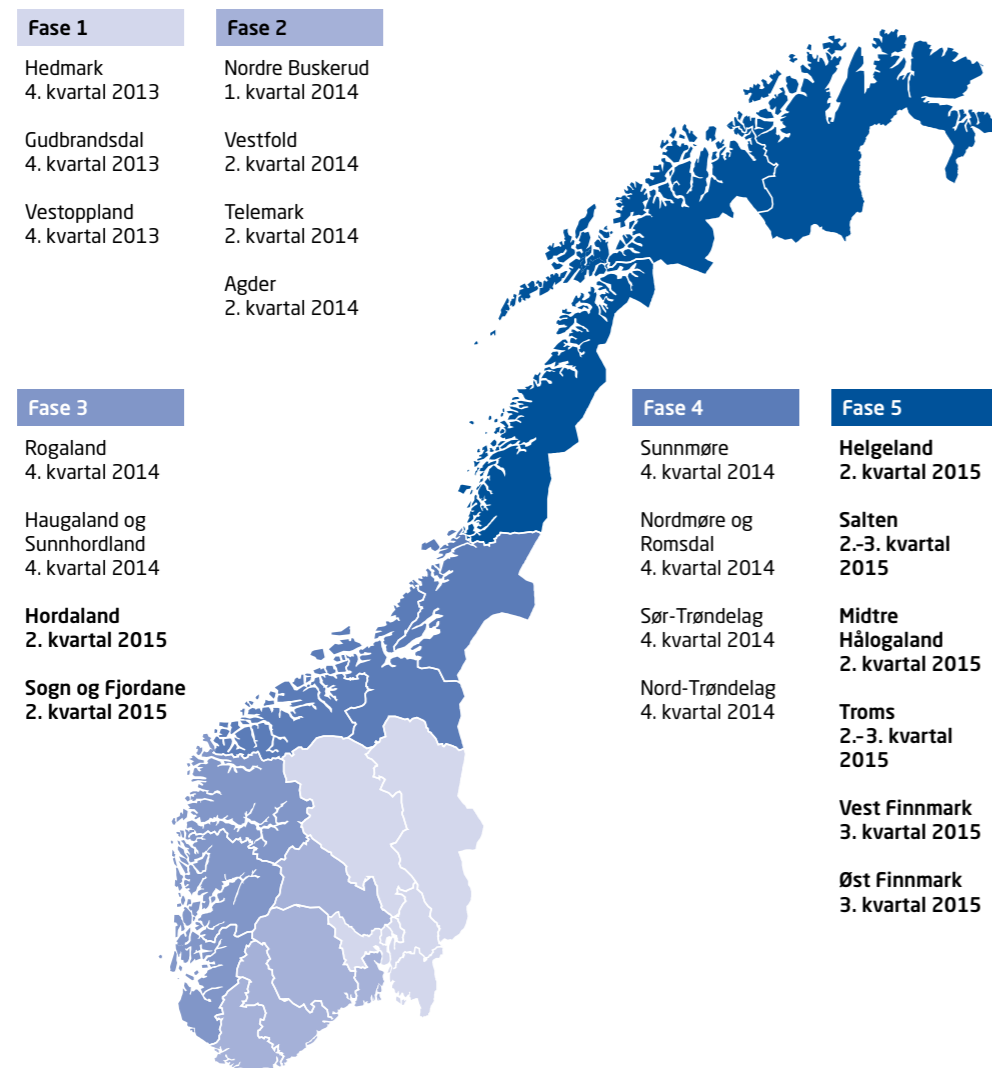 Fase 1
Hedmark
4. kvartal 2013
Gudbrandsdal
4. kvartal 2013
Vestoppland
4. kvartal 2013
Fase 2
Nordre Buskerud
1. kvartal 2014
Vestfold
2. kvartal 2014
Telemark
2. kvartal 2014
Agder
2. kvartal 2014
Fase 3
Rogaland
4. kvartal 2014
Haugaland og
Sunnhordland
4. kvartal 2014
Hordaland
2. kvartal 2015
Sogn og Fjordane
2. kvartal 2015
Fase 4
Sunnmøre
4. kvartal 2014
Nordmøre og
Romsdal
4. kvartal 2014
Sør-Trøndelag
4. kvartal 2014
Nord-Trøndelag
4. kvartal 2014
Fase 5
Helgeland
2. kvartal 2015
Salten
2.-3. kvartal
2015
Midtre
Hålogaland
2. kvartal 2015
Troms
2.-3. kvartal
2015
Vest Finnmark
3. kvartal 2015
Øst Finnmark
3. kvartal 2015